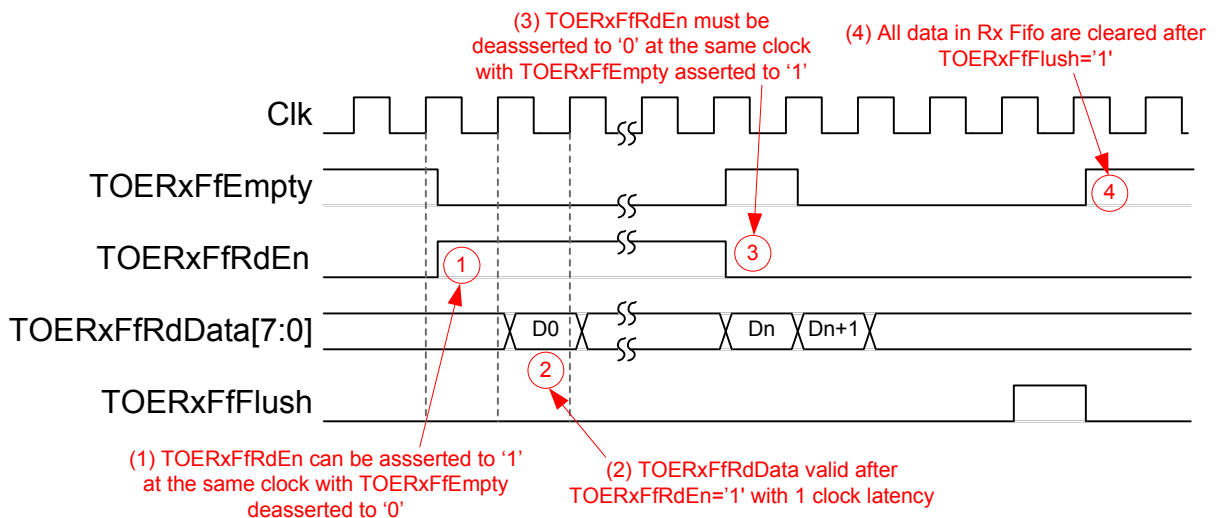 (3) TOERxFfRdEn must be
deassserted to ‘0’ at the same clock
with TOERxFfEmpty asserted to ‘1’
(4) All data in Rx Fifo are cleared after
TOERxFfFlush=’1'
Clk
TOERxFfEmpty
4
TOERxFfRdEn
1
3
TOERxFfRdData[7:0]
D0
Dn
Dn+1
2
TOERxFfFlush
(1) TOERxFfRdEn can be assserted to ‘1’
at the same clock with TOERxFfEmpty
deasserted to ‘0’
(2) TOERxFfRdData valid after
TOERxFfRdEn=’1' with 1 clock latency